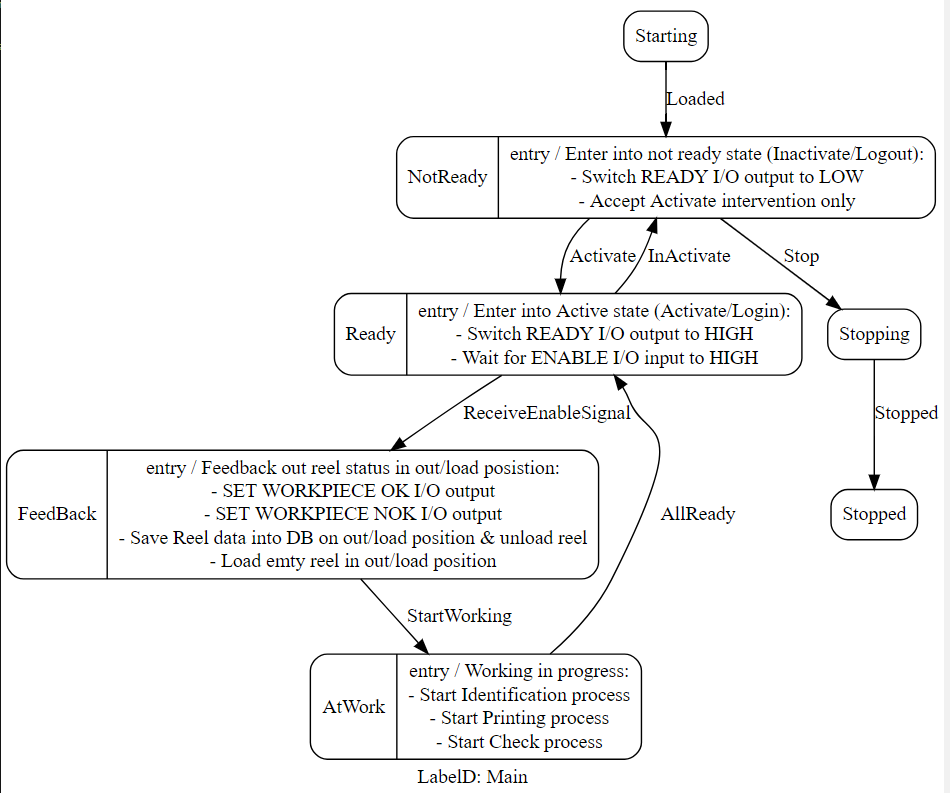 Starting
Loaded
NotReady
entry / Enter into not ready state (Inactivate/Logout):
- Switch READY I/O output to LOW
- Accept Activate intervention only
Activate
InActivate
Stop
Ready
entry / Enter into Active state (Activate/Login):
- Switch READY I/O output to HIGH
- Wait for ENABLE I/O input to HIGH
Stopping
ReceiveEnableSignal
Stopped
FeedBack
entry / Feedback out reel status in out/load posistion:
- SET WORKPIECE OK I/O output
- SET WORKPIECE NOK I/O output
- Save Reel data into DB on out/load position & unload reel
- Load emty reel in out/load position
AllReady
Stopped
StartWorking
AtWork
entry / Working in progress:
- Start Identification process
- Start Printing process
- Start Check process
LabelD: Main